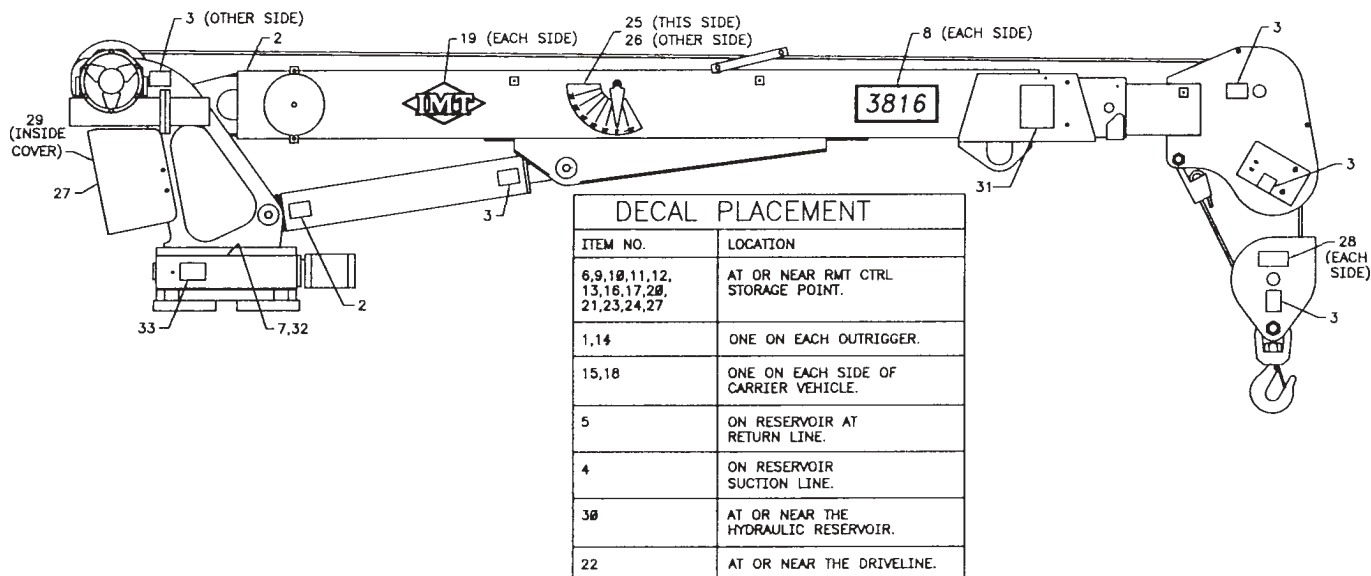 3 (OTHER SIDE)
2
19 (EACH SIDE)
25 (THIS SIDE)
26 (OTHER SIDE)
8 (EACH SIDE)
3
IMT
3816
29
(INSIDE
COVER)
27
3
31
3
2
33
7,32
28
(EACH
SIDE)
3
DECAL PLACEMENT
ITEM NO. LOCATION
6,9,10,11,12, AT OR NEAR RMT CTRL
13,16,17,20, STORAGE POINT.
21,23,24,27
1,14 ONE ON EACH OUTRIGGER.
15,18 ONE ON EACH SIDE OF
CARRIER VEHICLE.
5 ON RESERVOIR AT
RETURN LINE.
4 ON RESERVOIR
SUCTION LINE.
30 AT OR NEAR THE
HYDRAULIC RESERVOIR.
22 AT OR NEAR THE DRIVELINE.